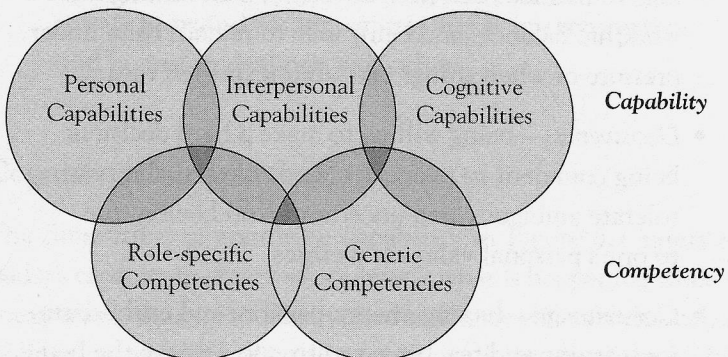 Personal
Capabilities
Interpersonal
Capabilities
Cognitive
Capabilities
Capability
Role-specific
Competencies
Generic
Competencies
Competency